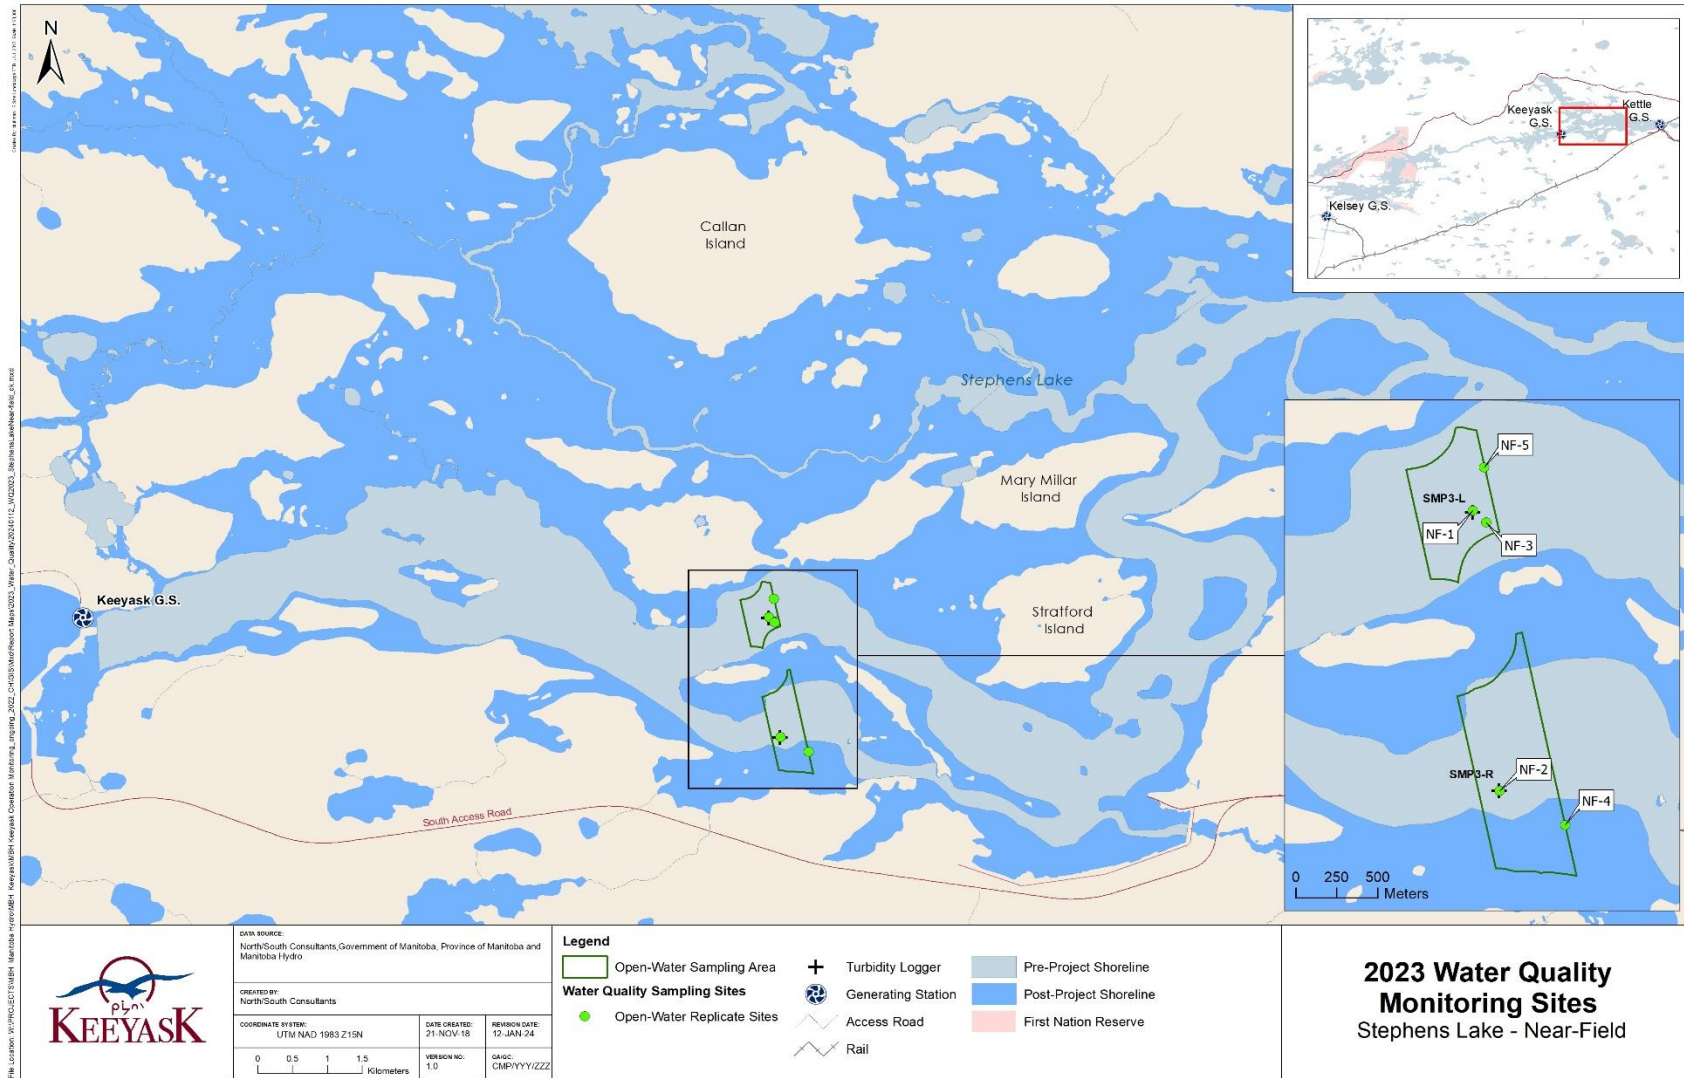 N
Callan
Island
Stephens Lake
Mary Millar
Island
Stratford
Island
Keeyask G.S.
South Access Road
Keeyask
G.S.
Kettle
G.S.
Kelsey G.S.
NF-5
SMP3-L
NF-1
NF-3
SMP3-R
NF-2
NF-4
0 250 500
Meters
KEEYASK
DATA SOURCE:
North/South Consultants,Government of Manitoba, Province of Manitoba and
Manitoba Hydro
CREATED BY:
North/South Consultants
COORDINATE SYSTEM:
UTM NAD 1983 Z15N
DATE CREATED:
21-NOV-18
REVISION DATE:
12-JAN-24
0 0.5 1 1.5
Kilometers
VERSION NO:
1.0
QA/QC:
CMP/YYY/ZZZ
Legend
Open-Water Sampling Area
Water Quality Sampling Sites
Open-Water Replicate Sites
Turbidity Logger
Generating Station
Access Road
Rail
Pre-Project Shoreline
Post-Project Shoreline
First Nation Reserve
2023 Water Quality
Monitoring Sites
Stephens Lake - Near-Field